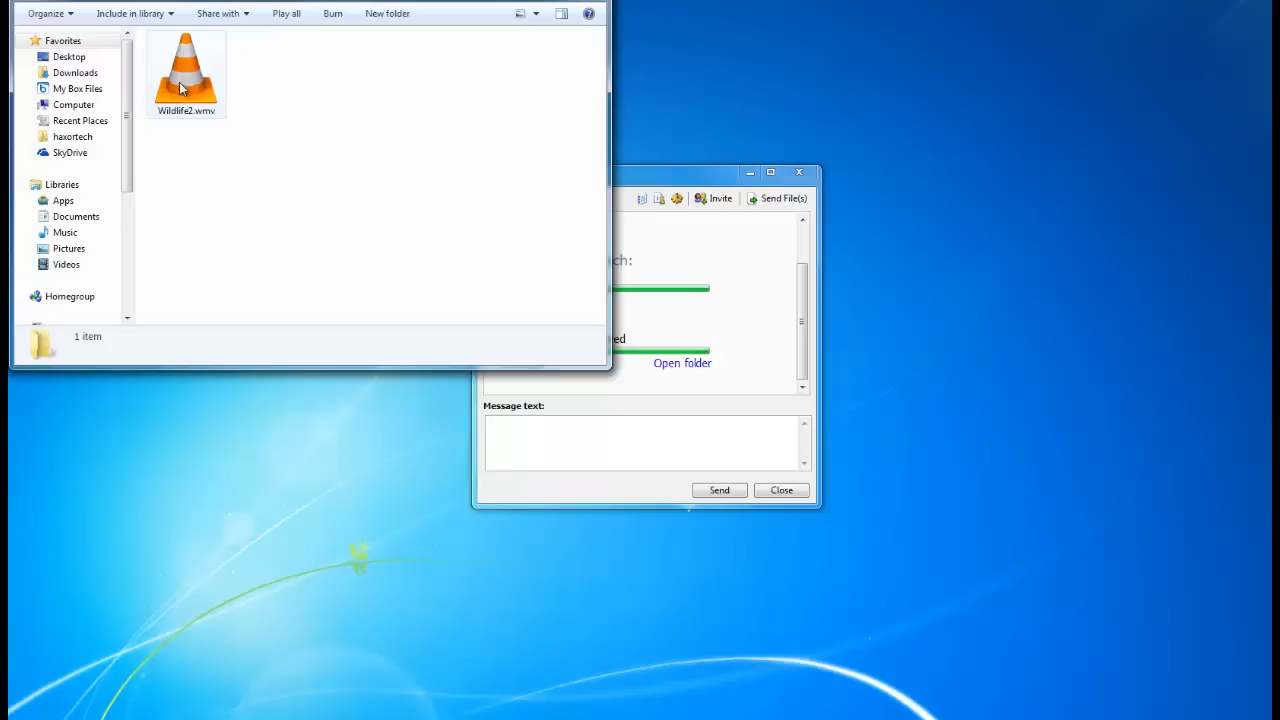 Organize Include in library Share with Play all Burn New folder
Favorites
Desktop
Downloads
My Box Files
Computer
Recent Places
haxortech
SkyDrive
Libraries
Apps
Documents
Music
Pictures
Videos
Homegroup
Wildlife2.wmv
1 item
Invite Send File(s)
ch:
ed
Open folder
Message text:
Send Close